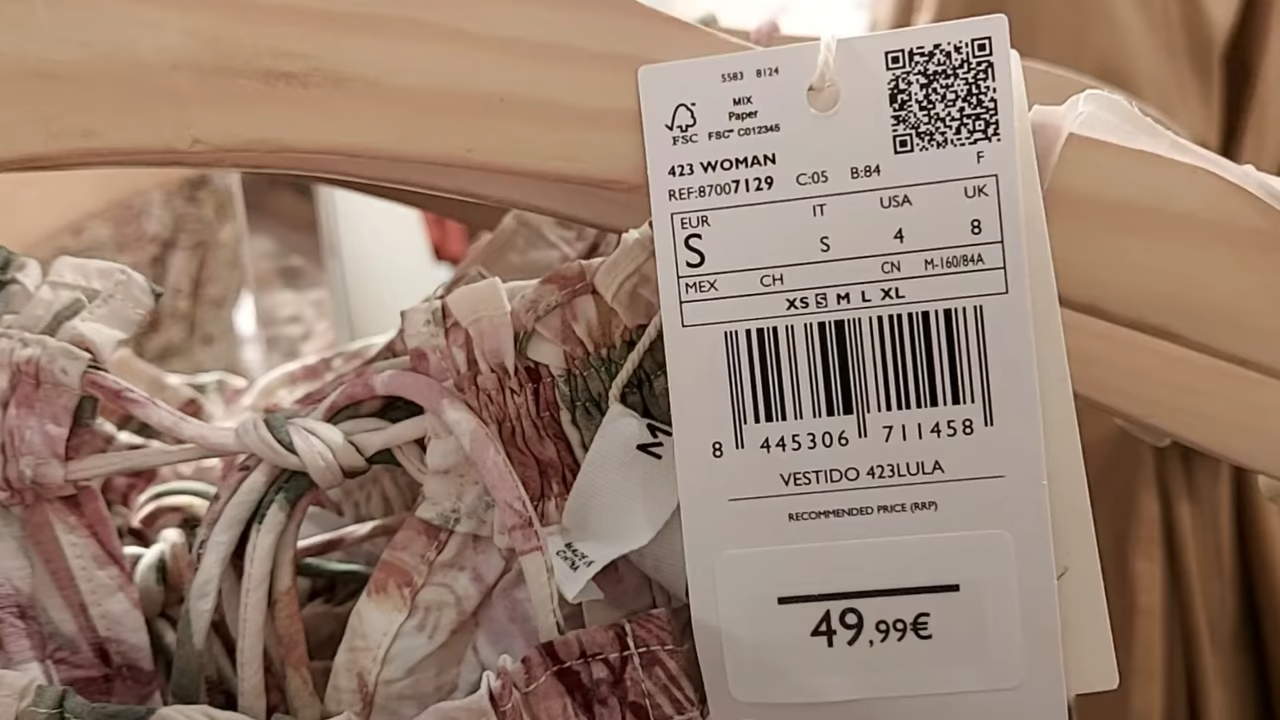 5583 8124
MIX
Paper
FSC™ C012345
FSC
423 WOMAN
REF:87007129 C:05 B:84 F
EUR IT USA UK
S S 4 8
MEX CH CN M-160/84A
XS S M L XL
8 445306 711458
VESTIDO 423LULA
RECOMMENDED PRICE (RRP)
49,99€
M
MADE IN
CHINA